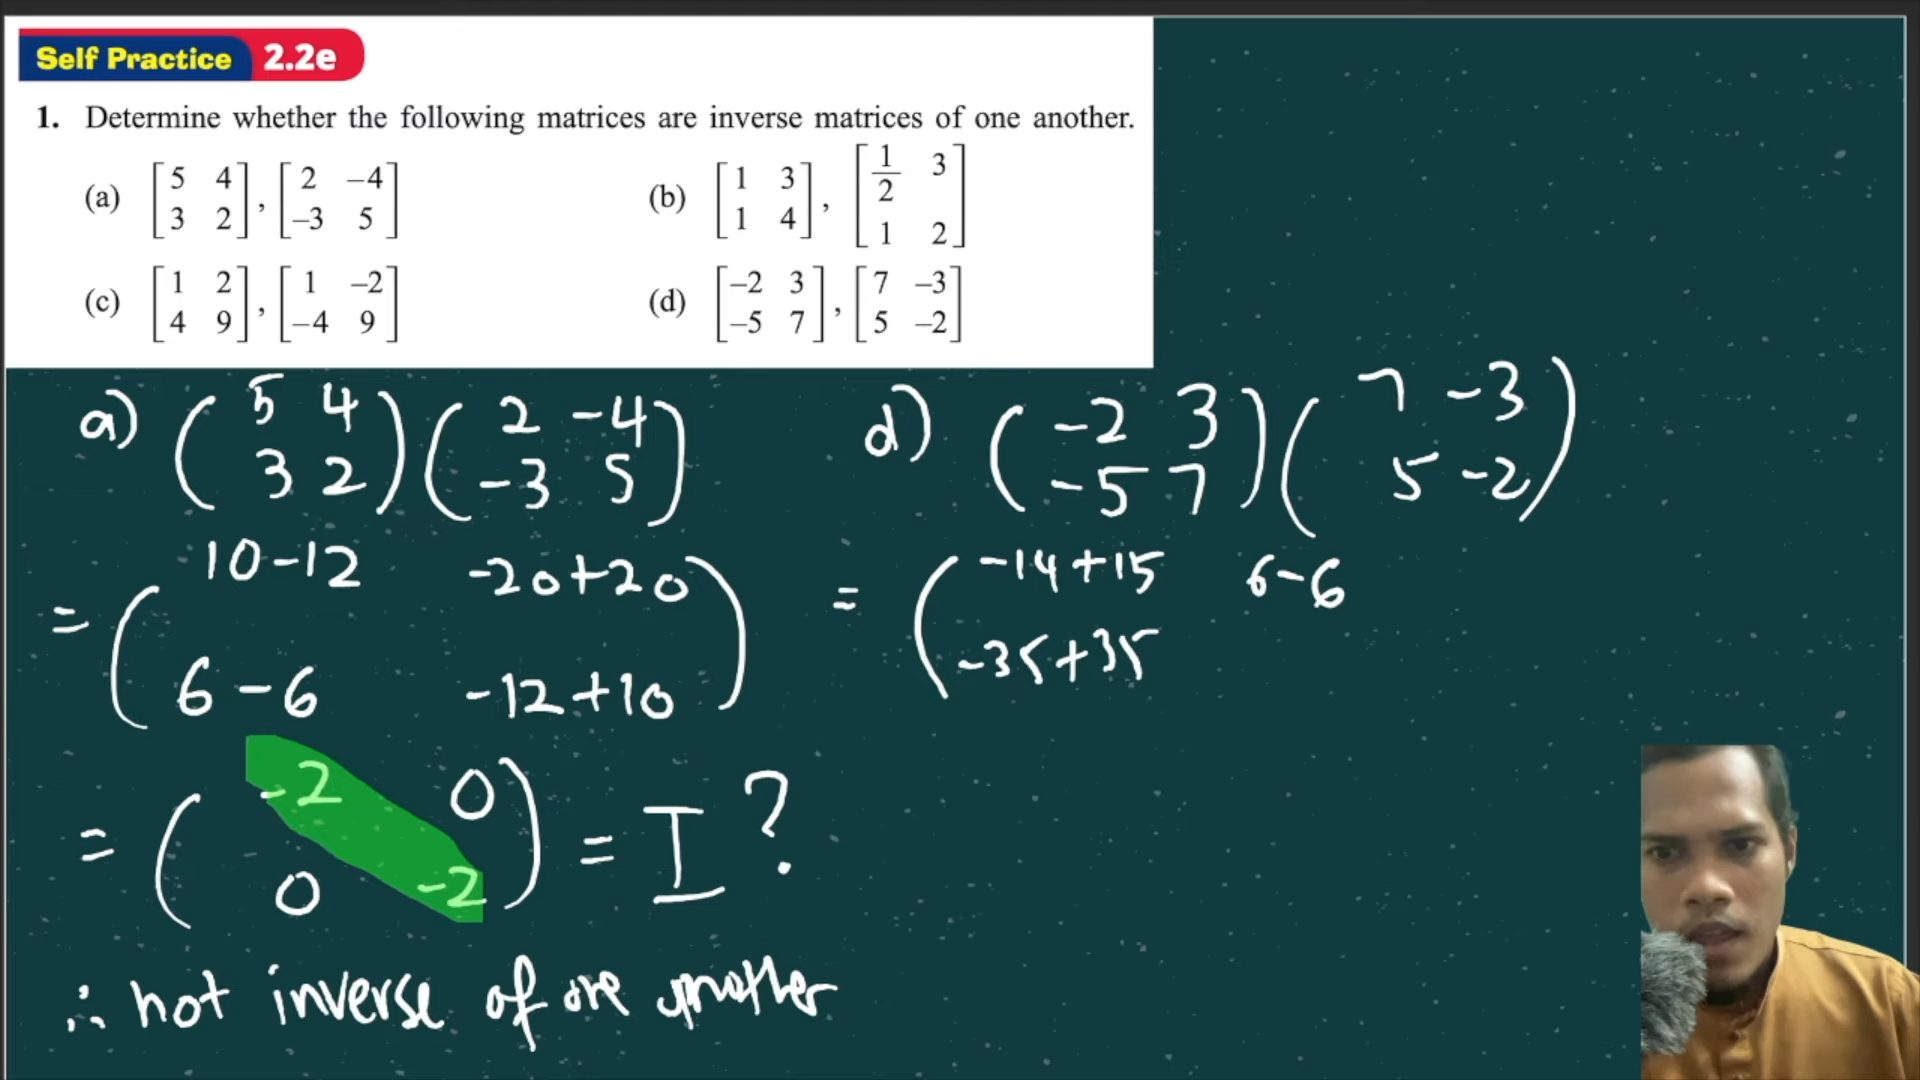 Self Practice 2.2e
1. Determine whether the following matrices are inverse matrices of one another.
(a) [5 4; 3 2], [2 –4; –3 5] (b) [1 3; 1 4], [1/2 3; 1 2]
(c) [1 2; 4 9], [1 –2; –4 9] (d) [–2 3; –5 7], [7 –3; 5 –2]
a) (5 4; 3 2)(2 -4; -3 5)
= (10-12 -20+20; 6-6 -12+10)
= (-2 0; 0 -2) = I ?
∴ not inverse of one another
d) (-2 3; -5 7)(7 -3; 5 -2)
= (-14+15 6-6; -35+35